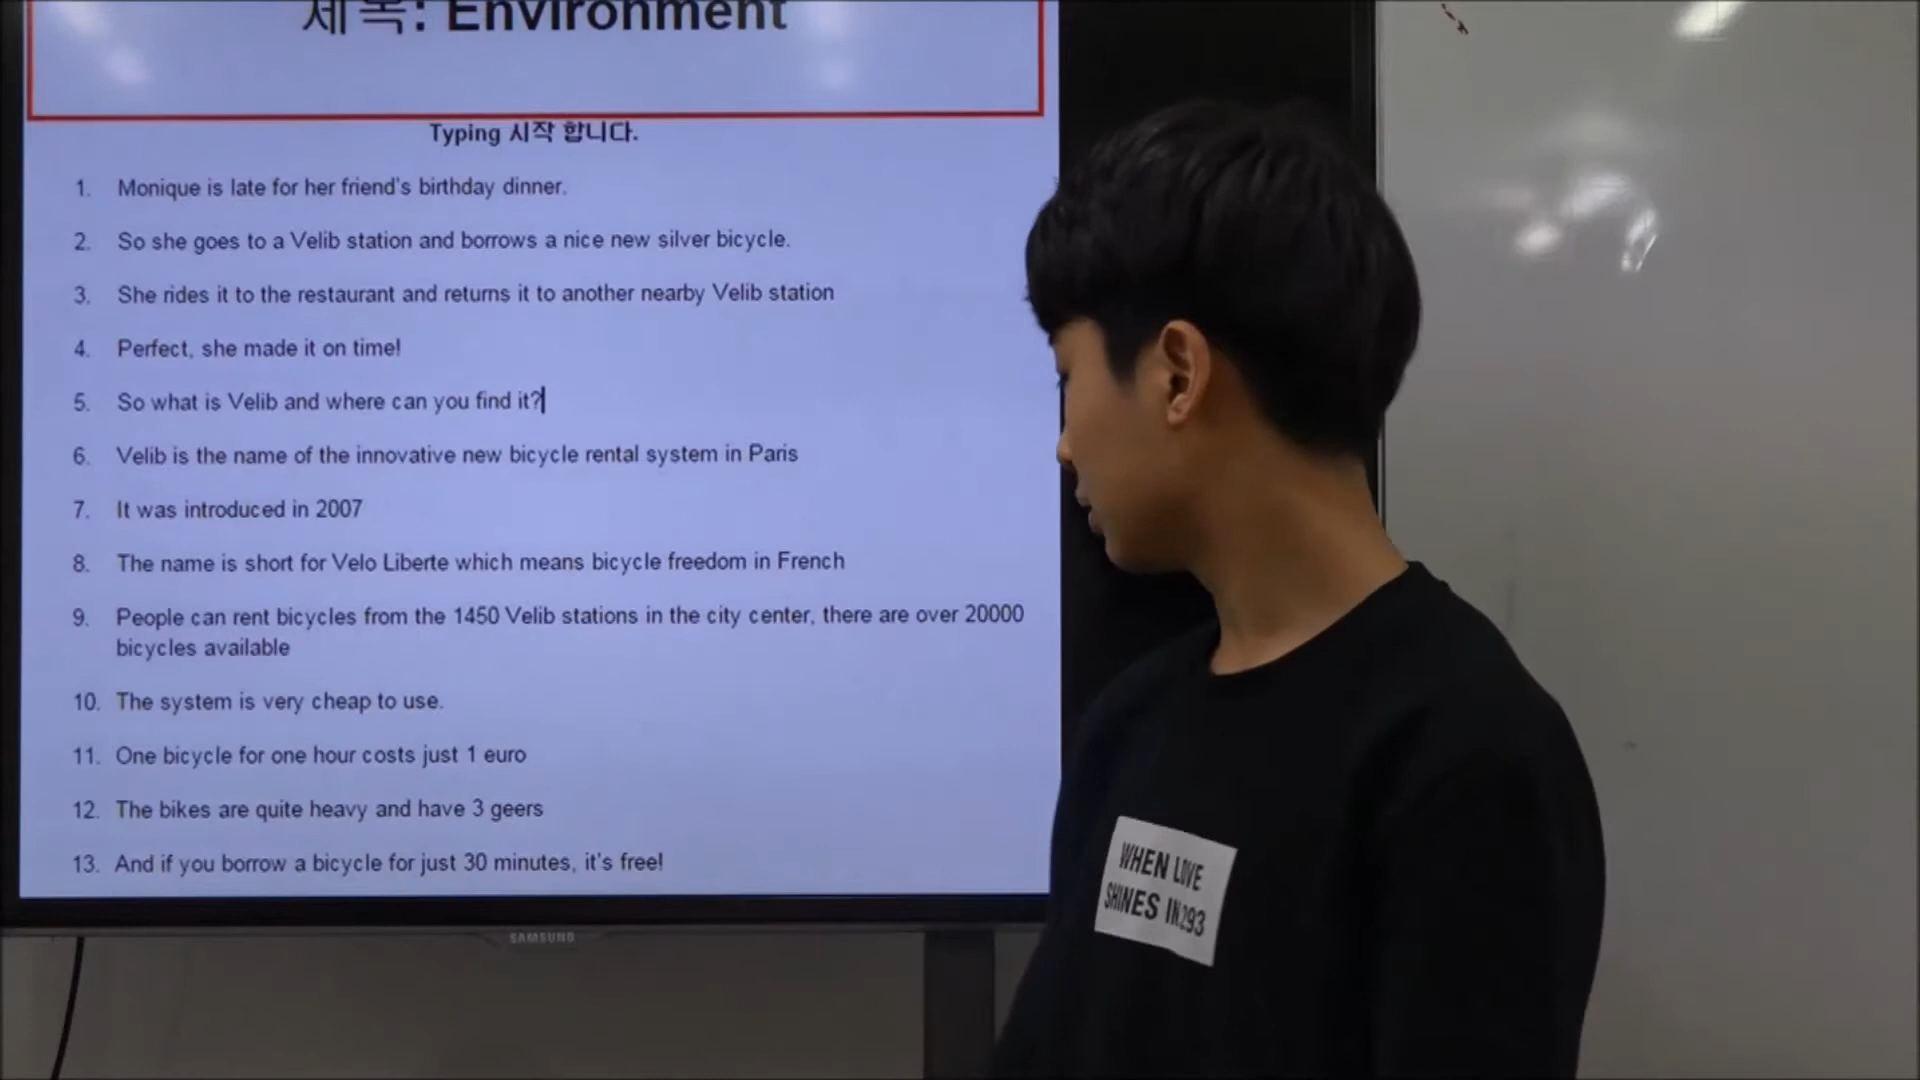 제목: Environment
Typing 시작 합니다.
1. Monique is late for her friend's birthday dinner.
2. So she goes to a Velib station and borrows a nice new silver bicycle.
3. She rides it to the restaurant and returns it to another nearby Velib station
4. Perfect, she made it on time!
5. So what is Velib and where can you find it?
6. Velib is the name of the innovative new bicycle rental system in Paris
7. It was introduced in 2007
8. The name is short for Velo Liberte which means bicycle freedom in French
9. People can rent bicycles from the 1450 Velib stations in the city center, there are over 20000
bicycles available
10. The system is very cheap to use.
11. One bicycle for one hour costs just 1 euro
12. The bikes are quite heavy and have 3 geers
13. And if you borrow a bicycle for just 30 minutes, it's free!
SAMSUNG
WHEN LOVE
SHINES IN293